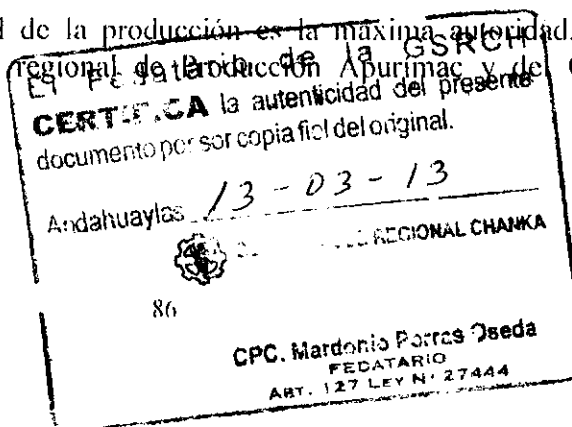 d de la producción es la máxima autoridad,
regional de Producción Apurimac y del
El Fedatario de la GSRCH
CERTIFICA la autenticidad del presente
documento por ser copia fiel del original.
Andahuaylas 13-03-13
REGIONAL CHANKA
86
CPC. Mardonio Porras Oseda
FEDATARIO
ART. 127 LEY Nº 27444